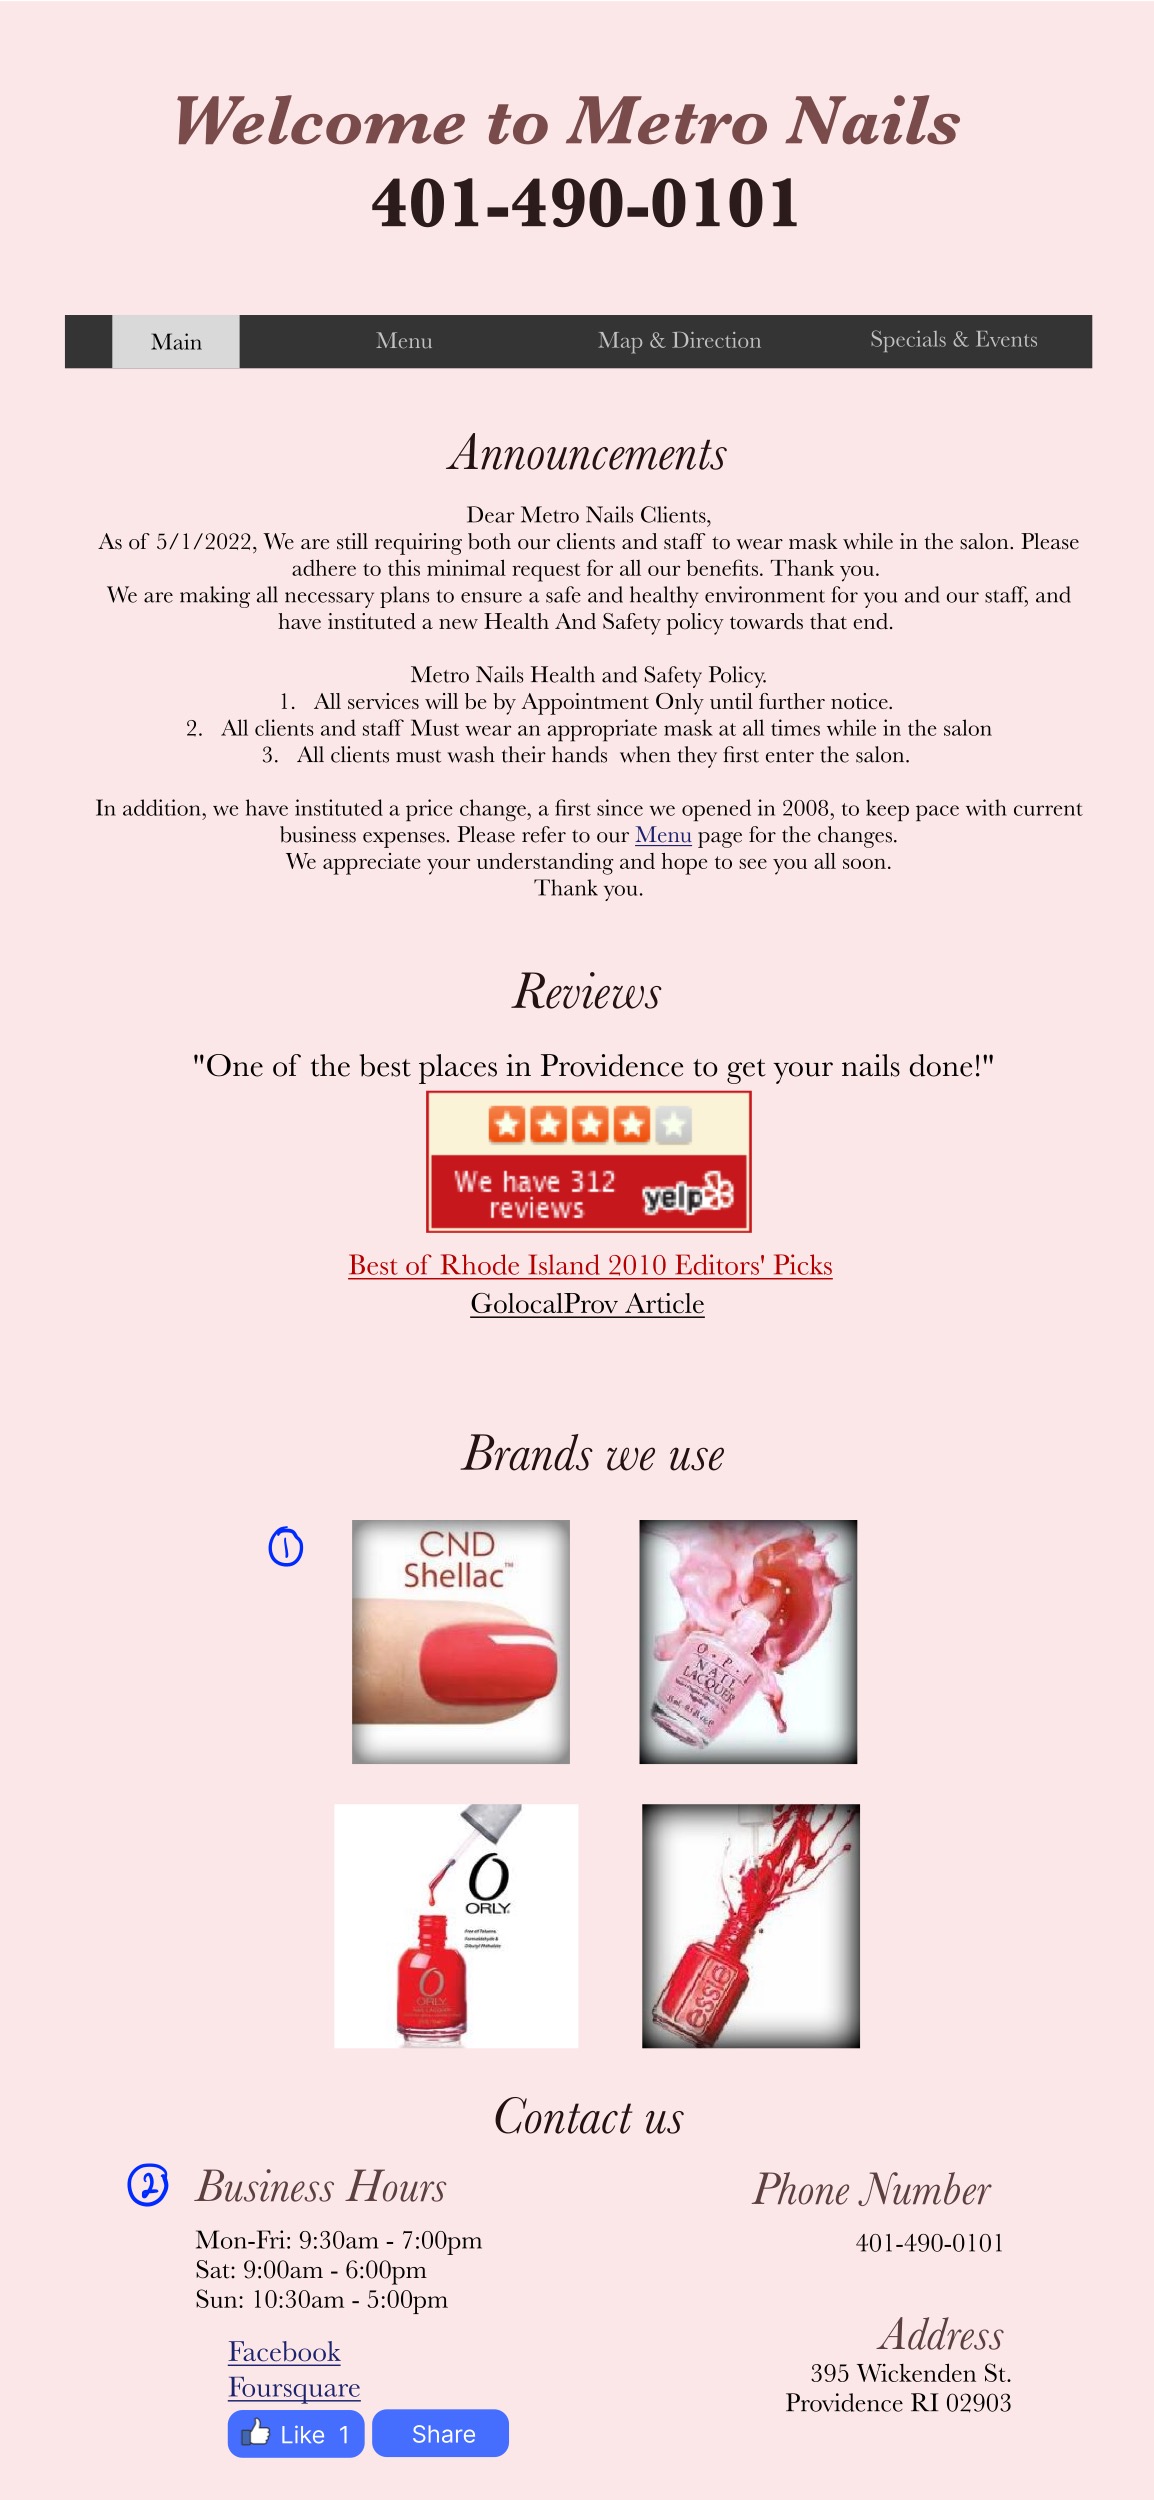 Welcome to Metro Nails
401-490-0101
Main
Menu
Map & Direction
Specials & Events
Announcements
Dear Metro Nails Clients,
As of 5/1/2022, We are still requiring both our clients and staff to wear mask while in the salon. Please
adhere to this minimal request for all our benefits. Thank you.
We are making all necessary plans to ensure a safe and healthy environment for you and our staff, and
have instituted a new Health And Safety policy towards that end.
Metro Nails Health and Safety Policy.
1. All services will be by Appointment Only until further notice.
2. All clients and staff Must wear an appropriate mask at all times while in the salon
3. All clients must wash their hands when they first enter the salon.
In addition, we have instituted a price change, a first since we opened in 2008, to keep pace with current
business expenses. Please refer to our Menu page for the changes.
We appreciate your understanding and hope to see you all soon.
Thank you.
Reviews
"One of the best places in Providence to get your nails done!"
We have 312
reviews
yelp
Best of Rhode Island 2010 Editors' Picks
GolocalProv Article
Brands we use
1
CND
Shellac™
O·P·I
NAIL
LACQUER
O
ORLY
Free of Toluene,
Formaldehyde &
Dibutyl Phthalate
O
ORLY
essie
Contact us
2
Business Hours
Mon-Fri: 9:30am - 7:00pm
Sat: 9:00am - 6:00pm
Sun: 10:30am - 5:00pm
Facebook
Foursquare
Like 1
Share
Phone Number
401-490-0101
Address
395 Wickenden St.
Providence RI 02903